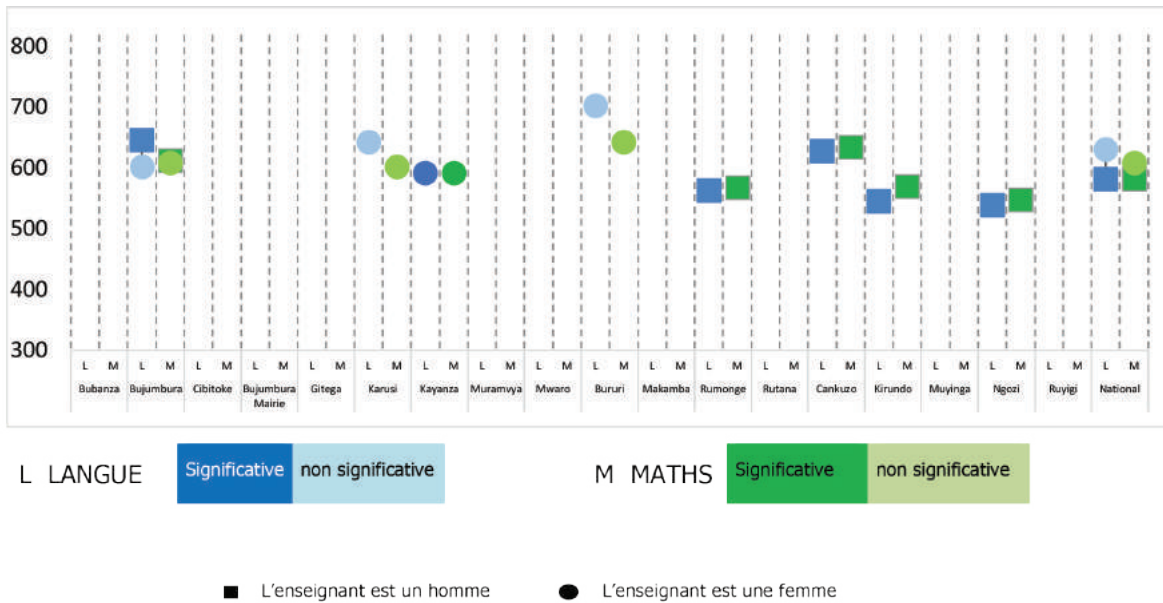 800
700
600
500
400
300
L M L M L M L M L M L M L M L M L M L M L M L M L M L M L M L M L M L M L M
Bubanza Bujumbura Cibitoke Bujumbura Gitega Karusi Kayanza Muramvya Mwaro Bururi Makamba Rumonge Rutana Cankuzo Kirundo Muyinga Ngozi Ruyigi National
Mairie
L LANGUE Significative non significative M MATHS Significative non significative
L'enseignant est un homme L'enseignant est une femme